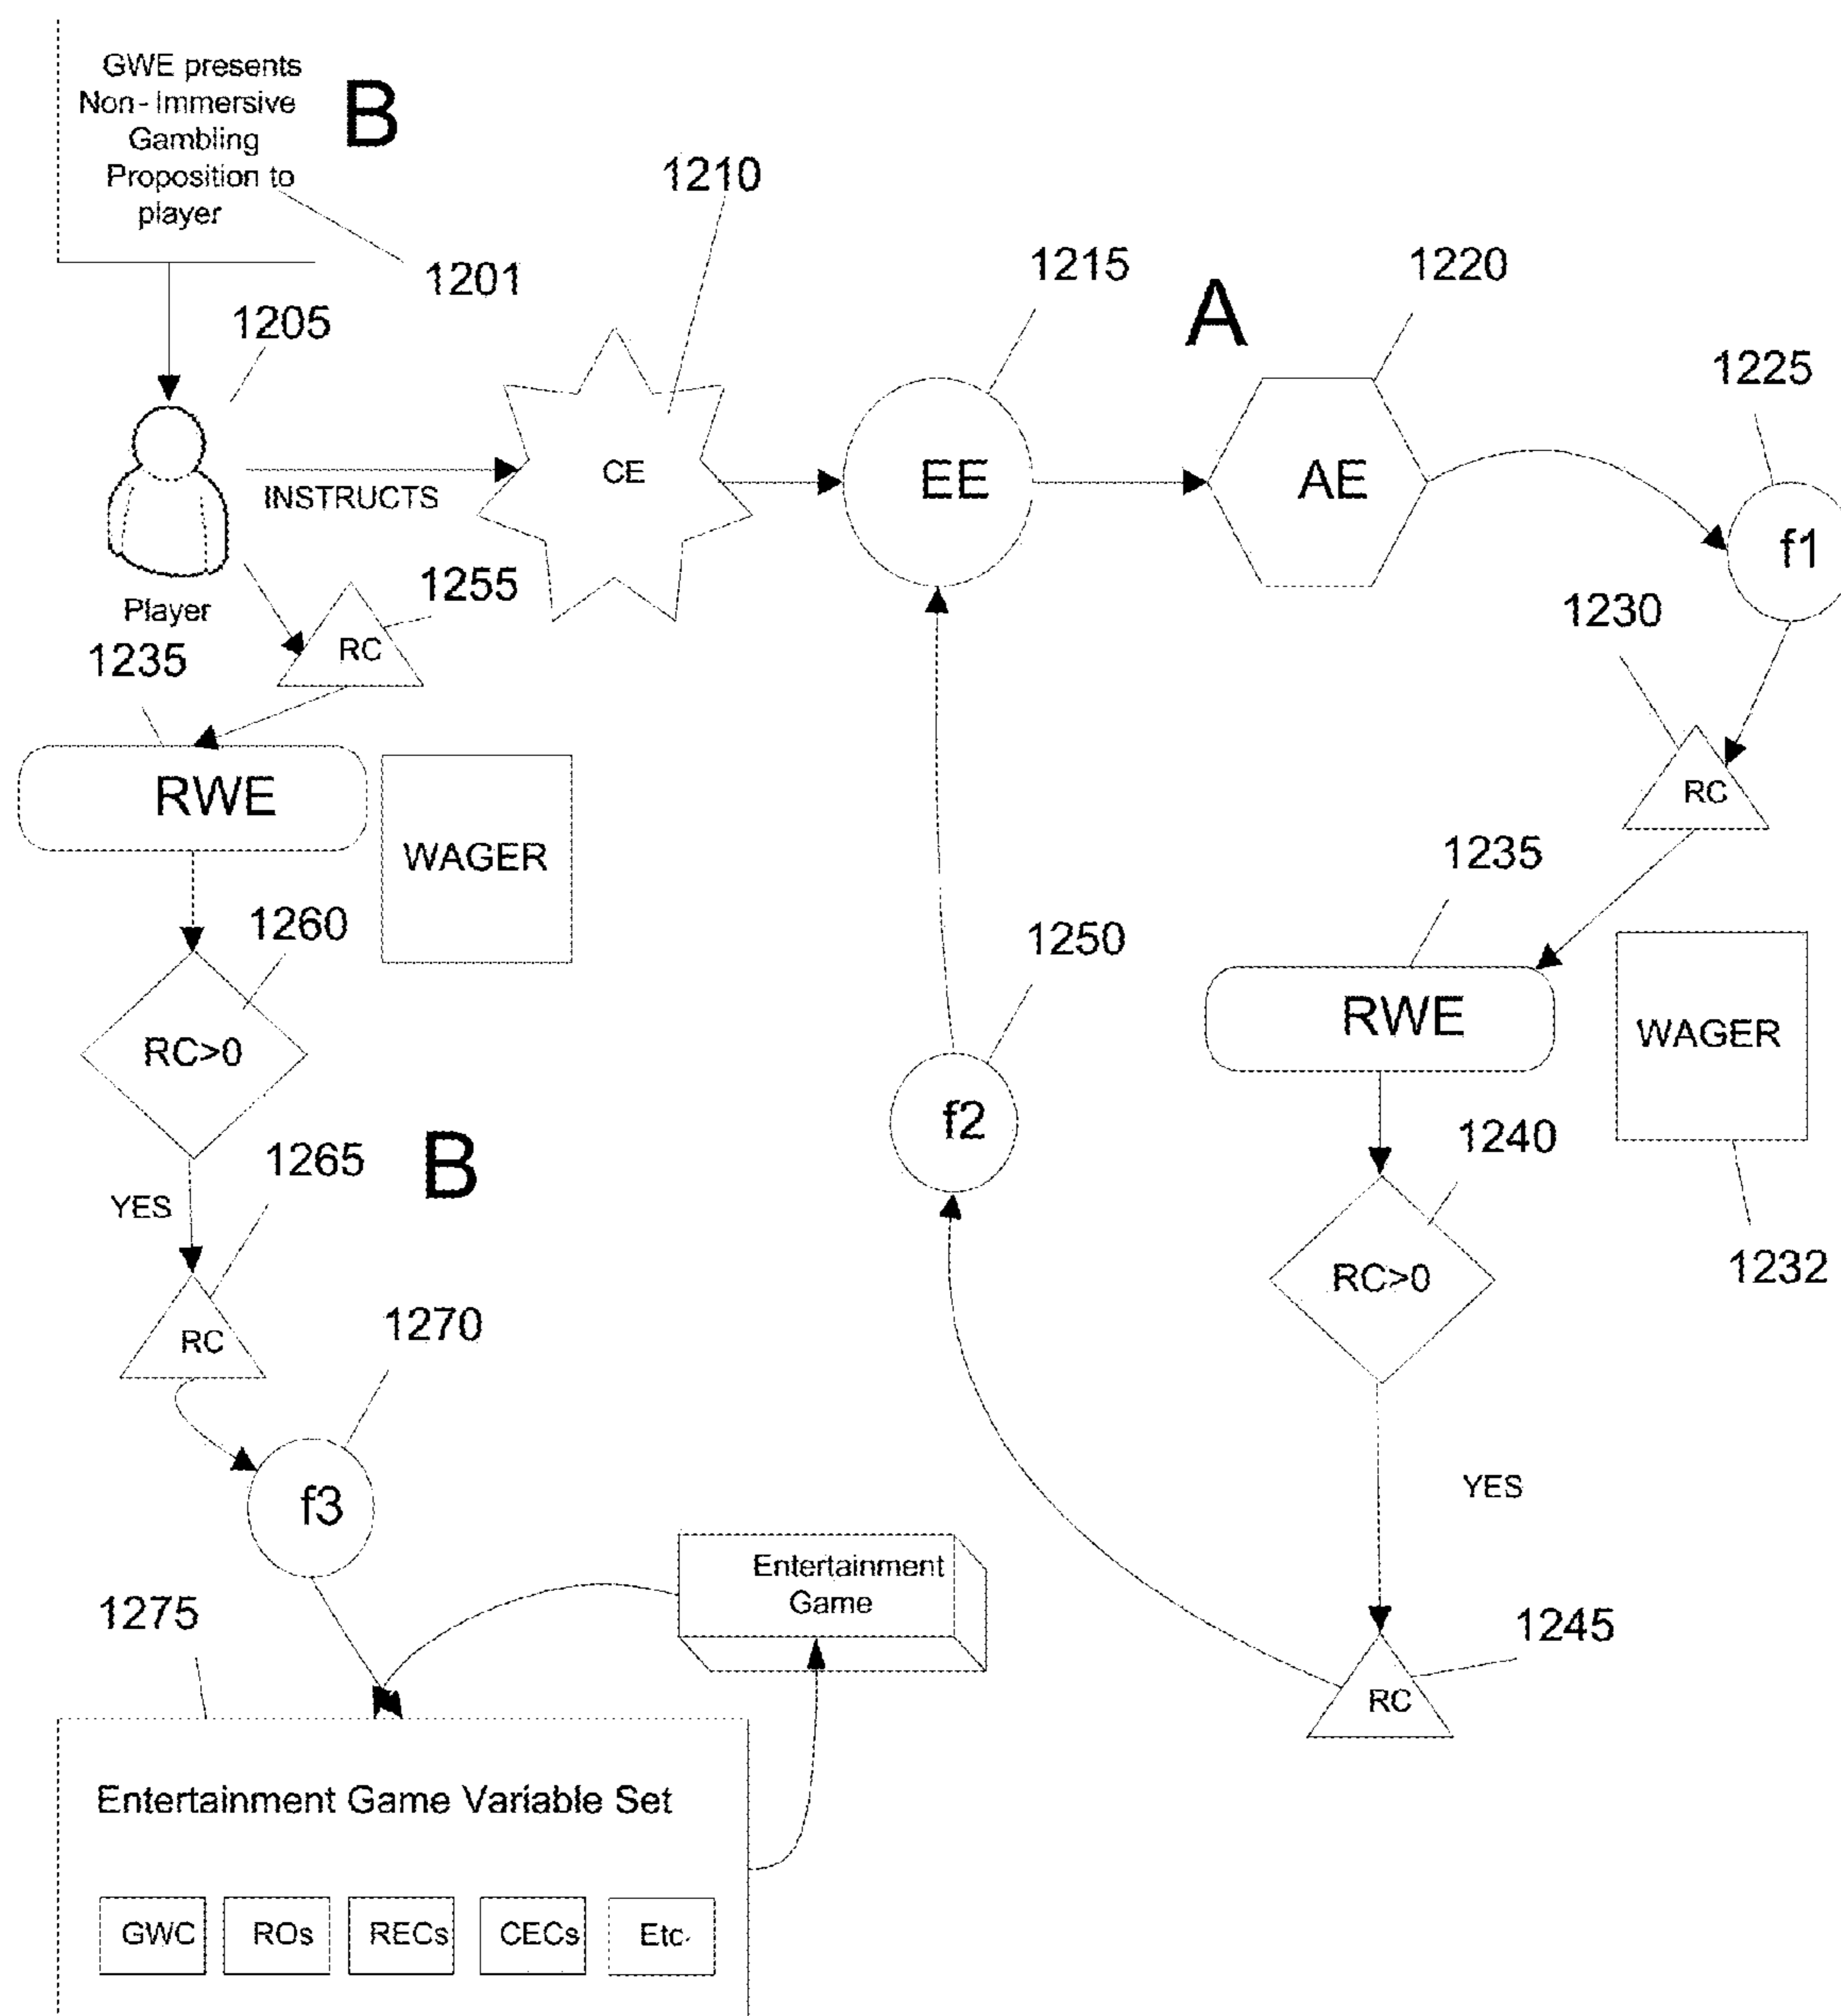 GWE presents
Non-Immersive
Gambling
Proposition to
player
B
1201
1210
1205
1215
A
1220
1225
INSTRUCTS
CE
EE
AE
f1
Player
1255
RC
1230
RC
1235
RWE
WAGER
1235
RWE
WAGER
1232
1260
RC>0
1250
f2
1240
RC>0
B
1265
YES
RC
1270
f3
YES
1245
RC
Entertainment
Game
1275
Entertainment Game Variable Set
GWC
ROs
RECs
CECs
Etc.